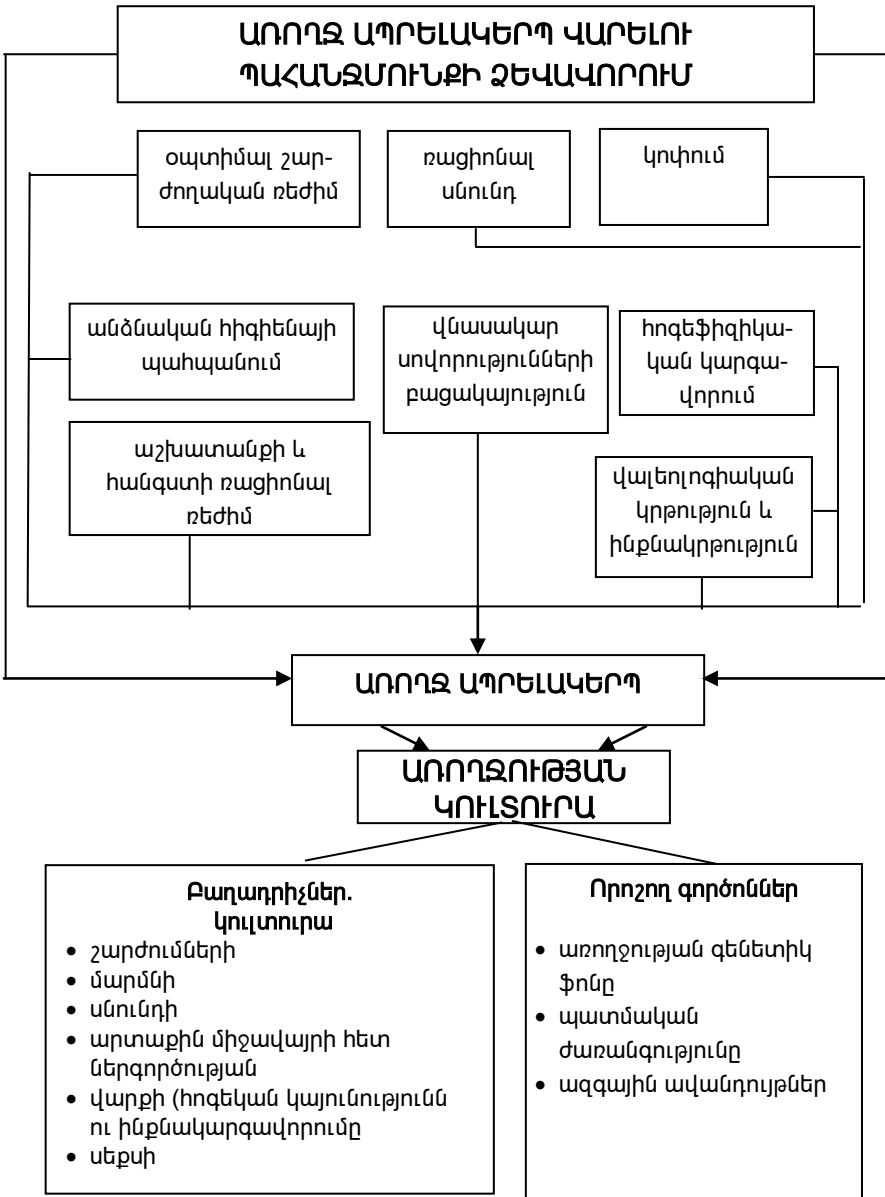 ԱՌՈՂՋ ԱՊՐԵԼԱԿԵՐՊ ՎԱՐԵԼՈՒ
ՊԱՀԱՆՋՄՈՒՆՔԻ ՁԵՎԱՎՈՐՈՒՄ
օպտիմալ շար-
ժողական ռեժիմ
ռացիոնալ
սնունդ
կոփում
անձնական հիգիենայի
պահպանում
վնասակար
սովորությունների
բացակայություն
հոգեֆիզիկա-
կան կարգա-
վորում
աշխատանքի և
հանգստի ռացիոնալ
ռեժիմ
վալեոլոգիական
կրթություն և
ինքնակրթություն
ԱՌՈՂՋ ԱՊՐԵԼԱԿԵՐՊ
ԱՌՈՂՋՈՒԹՅԱՆ
ԿՈՒԼՏՈՒՐԱ
Բաղադրիչներ.
կուլտուրա
• շարժումների
• մարմնի
• սնունդի
• արտաքին միջավայրի հետ
ներգործության
• վարքի (հոգեկան կայունությունն
ու ինքնակարգավորումը
• սեքսի
Որոշող գործոններ
• առողջության գենետիկ
ֆոնը
• պատմական
ժառանգությունը
• ազգային ավանդույթներ